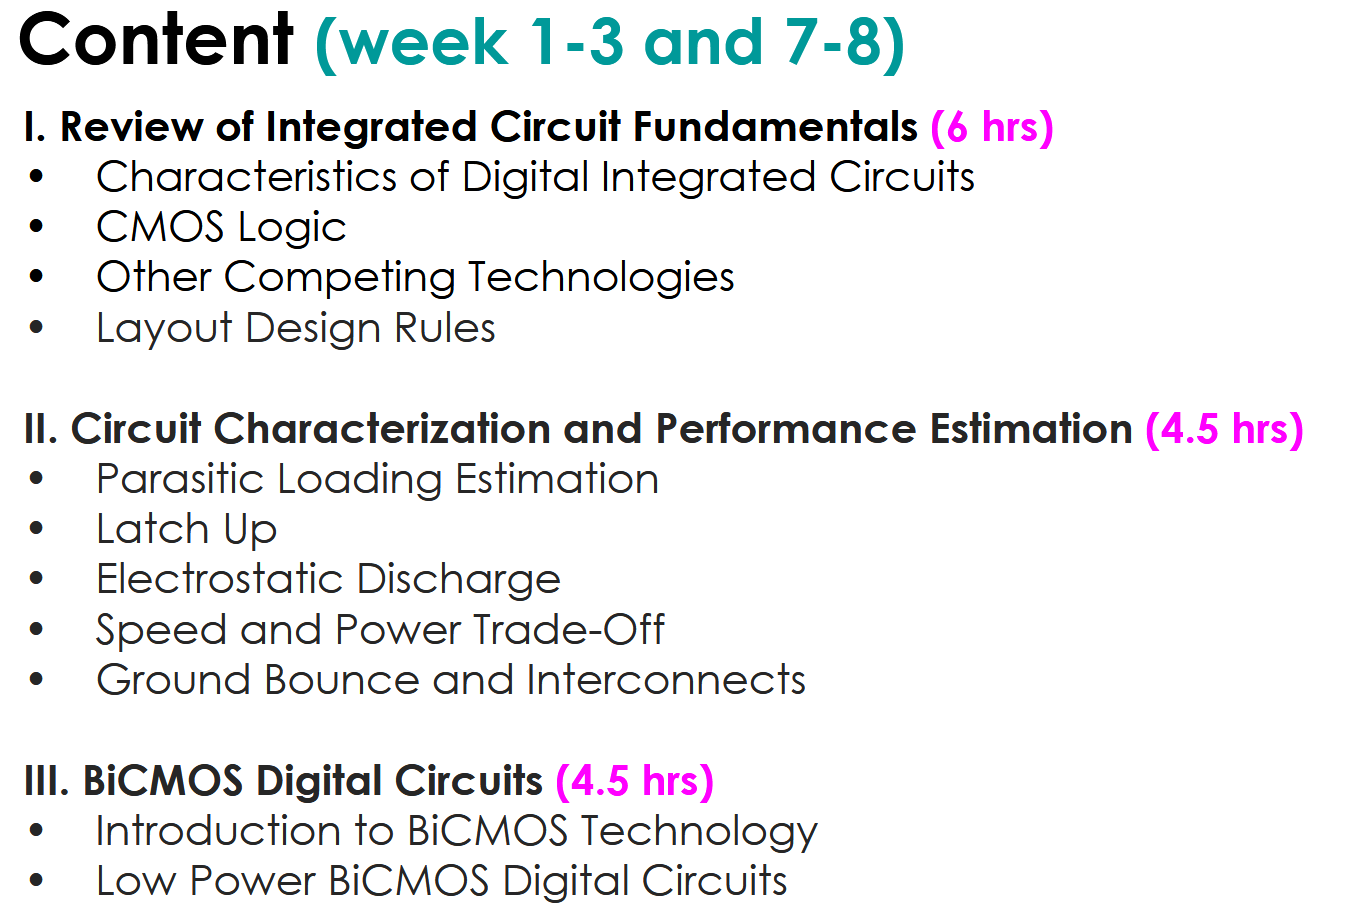 Content (week 1-3 and 7-8)
I. Review of Integrated Circuit Fundamentals (6 hrs)
• Characteristics of Digital Integrated Circuits
• CMOS Logic
• Other Competing Technologies
• Layout Design Rules
II. Circuit Characterization and Performance Estimation (4.5 hrs)
• Parasitic Loading Estimation
• Latch Up
• Electrostatic Discharge
• Speed and Power Trade-Off
• Ground Bounce and Interconnects
III. BiCMOS Digital Circuits (4.5 hrs)
• Introduction to BiCMOS Technology
• Low Power BiCMOS Digital Circuits